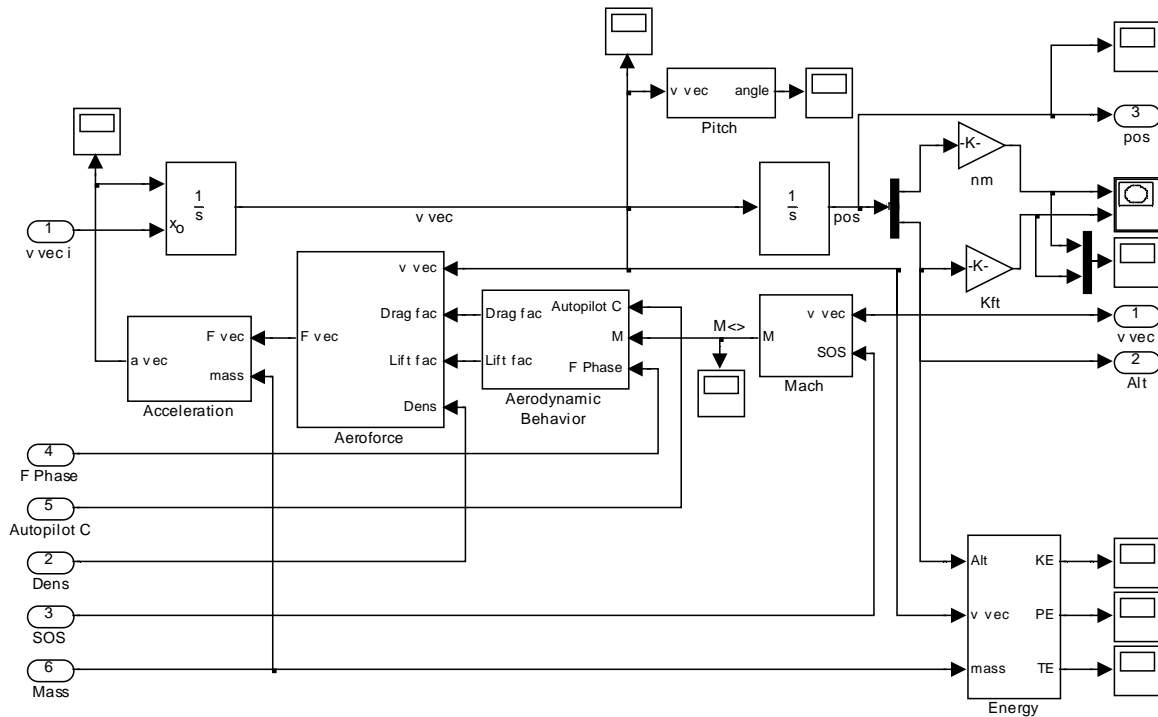 v vec angle
Pitch
3
pos
-K-
nm
1
s
x
o
1
v vec i
v vec
1
s
pos
-K-
Kft
v vec
Drag fac
Lift fac
Dens
F vec
Aeroforce
Autopilot C
Drag fac
M
Lift fac
F Phase
Aerodynamic
Behavior
M<>
v vec
M
SOS
Mach
1
v vec
2
Alt
F vec
a vec
mass
Acceleration
4
F Phase
5
Autopilot C
2
Dens
3
SOS
6
Mass
Alt KE
v vec PE
mass TE
Energy